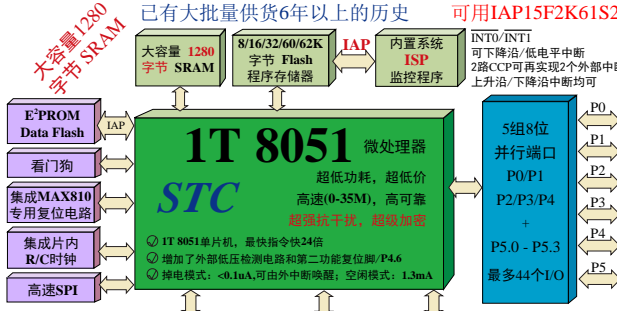 已有大批量供货6年以上的历史
可用IAP15F2K61S2
大容量1280
字节 SRAM
大容量 1280
字节 SRAM
8/16/32/60/62K
字节 Flash
程序存储器
IAP
内置系统
ISP
监控程序
INT0/INT1
可下降沿/低电平中断
2路CCP可再实现2个外部中断
上升沿/下降沿中断均可
E²PROM
Data Flash
IAP
看门狗
集成MAX810
专用复位电路
集成片内
R/C时钟
高速SPI
1T 8051 微处理器
STC
超低功耗，超低价
高速(0-35M)，高可靠
超强抗干扰，超级加密
1T 8051单片机，最快指令快24倍
增加了外部低压检测电路和第二功能复位脚/P4.6
掉电模式：<0.1uA,可由外中断唤醒；空闲模式：1.3mA
5组8位
并行端口
P0/P1
P2/P3/P4
+
P5.0 - P5.3
最多44个I/O
P0
P1
P2
P3
P4
P5